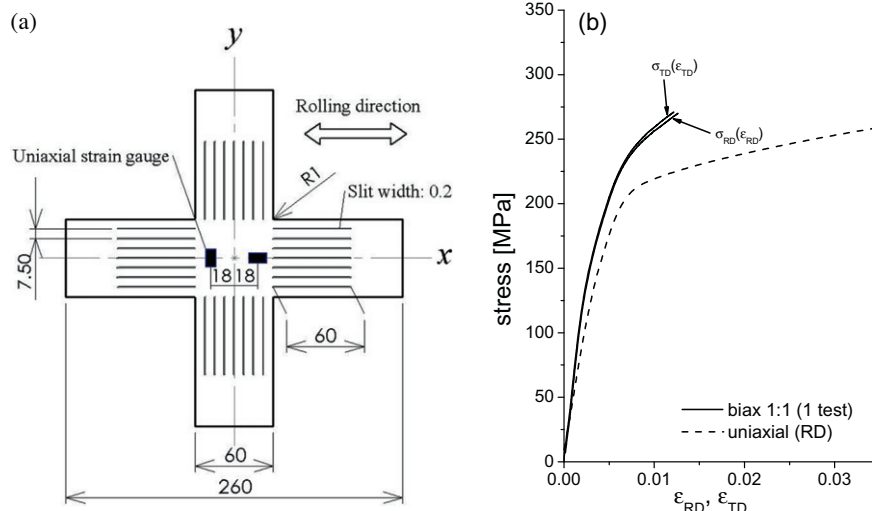 (a)
y
Rolling direction
Uniaxial strain gauge
R1
Slit width: 0.2
x
7.50
18 18
60
60
260
(b)
350
300
250
200
150
100
50
0
stress [MPa]
σTD(εTD)
σRD(εRD)
biax 1:1 (1 test)
uniaxial (RD)
0.00 0.01 0.02 0.03
εRD, εTD